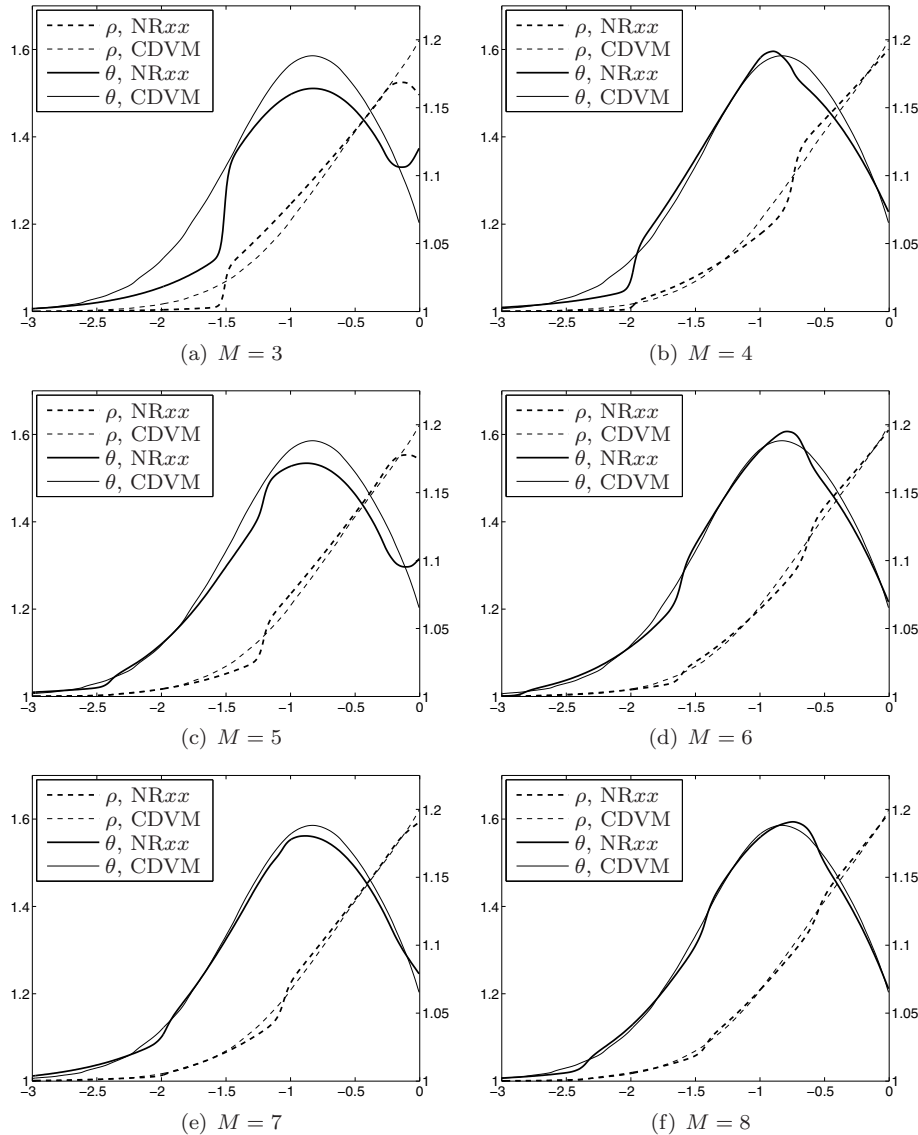 ρ, NRxx
ρ, CDVM
θ, NRxx
θ, CDVM
1.6
1.4
1.2
1
1.2
1.15
1.1
1.05
1
−3 −2.5 −2 −1.5 −1 −0.5 0
(a) M = 3
ρ, NRxx
ρ, CDVM
θ, NRxx
θ, CDVM
1.6
1.4
1.2
1
1.2
1.15
1.1
1.05
1
−3 −2.5 −2 −1.5 −1 −0.5 0
(b) M = 4
ρ, NRxx
ρ, CDVM
θ, NRxx
θ, CDVM
1.6
1.4
1.2
1
1.2
1.15
1.1
1.05
1
−3 −2.5 −2 −1.5 −1 −0.5 0
(c) M = 5
ρ, NRxx
ρ, CDVM
θ, NRxx
θ, CDVM
1.6
1.4
1.2
1
1.2
1.15
1.1
1.05
1
−3 −2.5 −2 −1.5 −1 −0.5 0
(d) M = 6
ρ, NRxx
ρ, CDVM
θ, NRxx
θ, CDVM
1.6
1.4
1.2
1
1.2
1.15
1.1
1.05
1
−3 −2.5 −2 −1.5 −1 −0.5 0
(e) M = 7
ρ, NRxx
ρ, CDVM
θ, NRxx
θ, CDVM
1.6
1.4
1.2
1
1.2
1.15
1.1
1.05
1
−3 −2.5 −2 −1.5 −1 −0.5 0
(f) M = 8